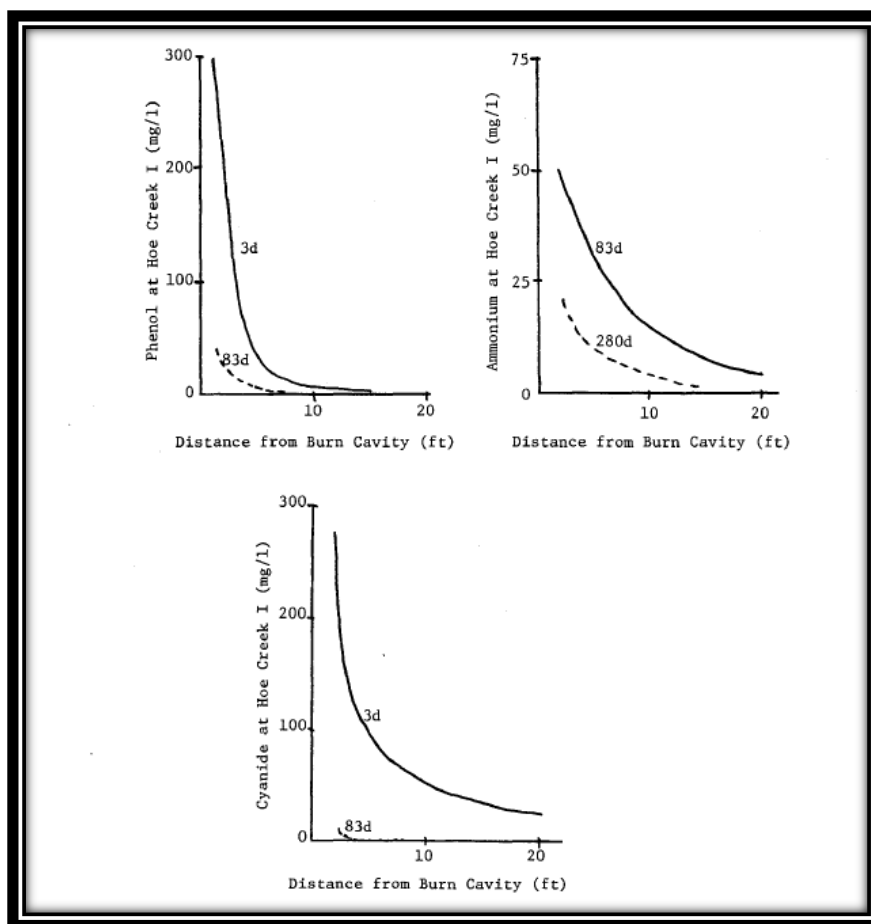 Phenol at Hoe Creek I (mg/l)
300
200
100
0
3d
83d
10
20
Distance from Burn Cavity (ft)
Ammonium at Hoe Creek I (mg/l)
75
50
25
0
83d
280d
10
20
Distance from Burn Cavity (ft)
Cyanide at Hoe Creek I (mg/l)
300
200
100
0
3d
83d
10
20
Distance from Burn Cavity (ft)